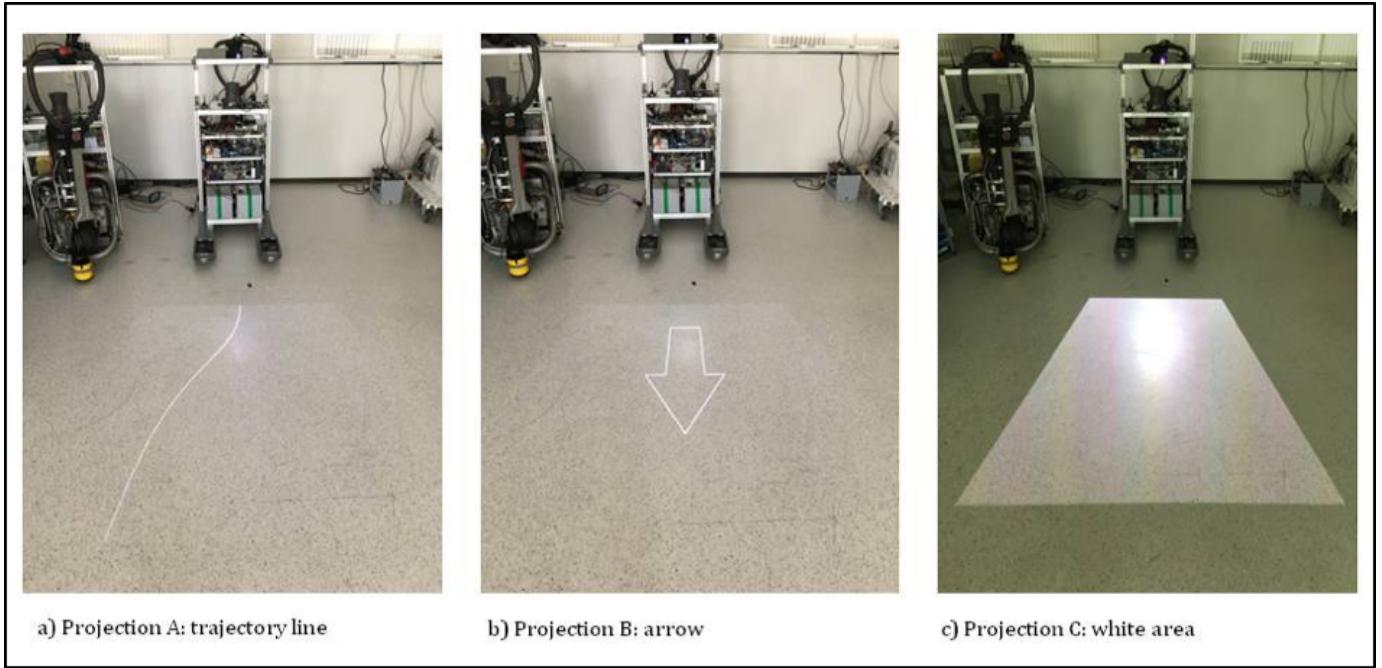 a) Projection A: trajectory line
b) Projection B: arrow
c) Projection C: white area